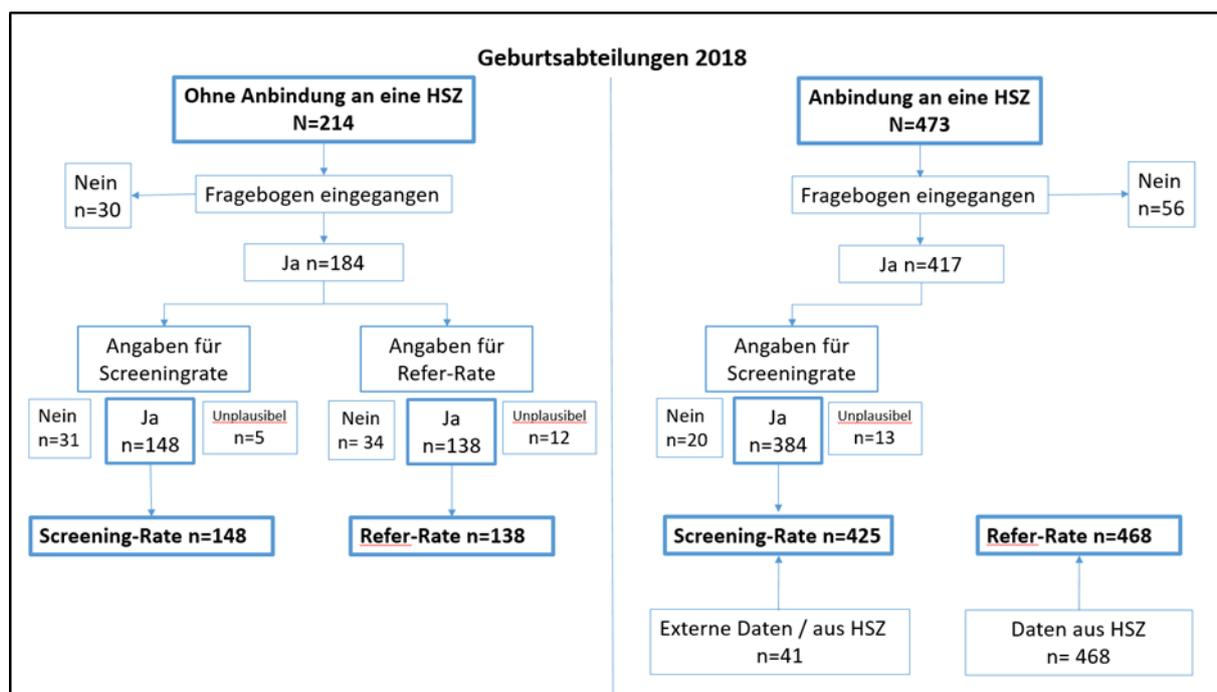 Geburtsabteilungen 2018
Ohne Anbindung an eine HSZ
N=214
Nein
n=30
Fragebogen eingegangen
Ja n=184
Angaben für
Screeningrate
Angaben für
Refer-Rate
Nein
n=31
Ja
n=148
Unplausibel
n=5
Nein
n= 34
Ja
n=138
Unplausibel
n=12
Screening-Rate n=148
Refer-Rate n=138
Anbindung an eine HSZ
N=473
Fragebogen eingegangen
Nein
n=56
Ja n=417
Angaben für
Screeningrate
Nein
n=20
Ja
n=384
Unplausibel
n=13
Screening-Rate n=425
Refer-Rate n=468
Externe Daten / aus HSZ
n=41
Daten aus HSZ
n= 468